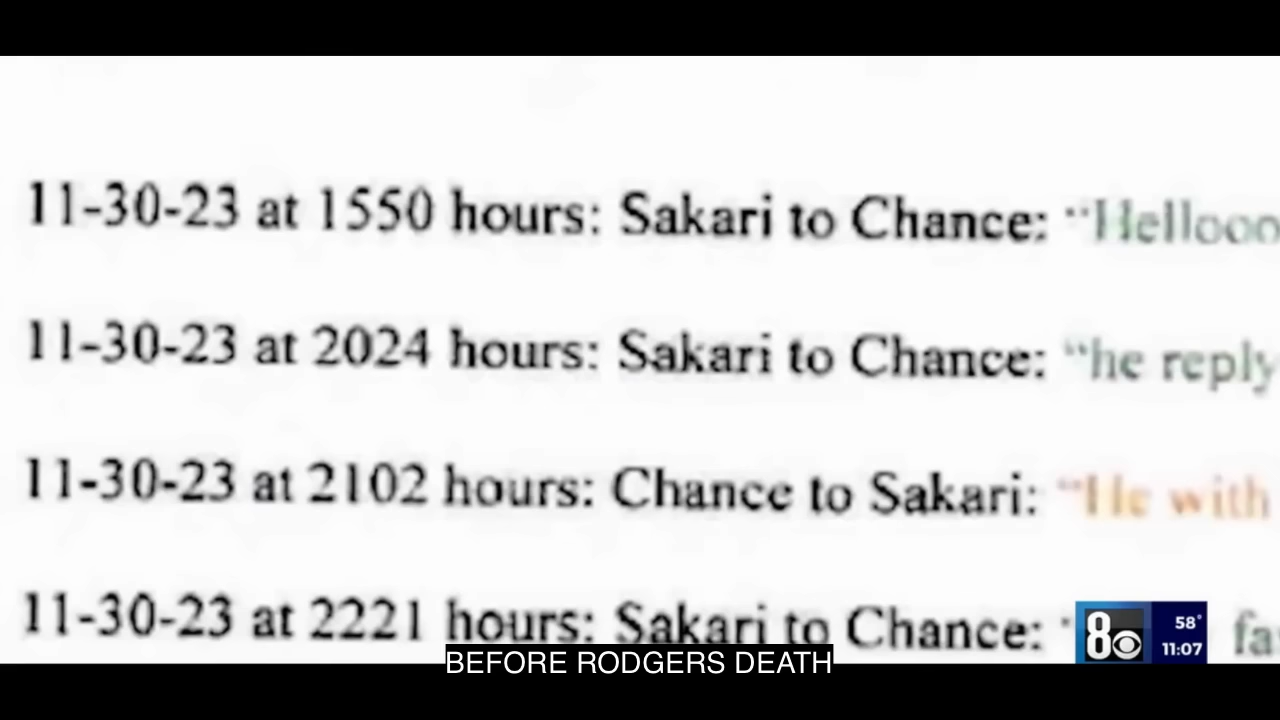 11-30-23 at 1550 hours: Sakari to Chance: "Hellooo
11-30-23 at 2024 hours: Sakari to Chance: "he reply
11-30-23 at 2102 hours: Chance to Sakari: "He with
11-30-23 at 2221 hours: Sakari to Chance: " fa
8 58°
11:07
BEFORE RODGERS DEATH